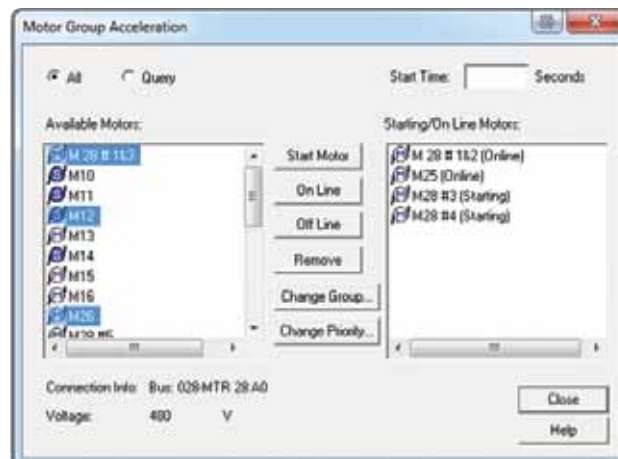 Motor Group Acceleration
All
Query
Start Time:
Seconds
Available Motors:
M 28 # 1&3
M10
M11
M12
M13
M14
M15
M16
M26
Start Motor
On Line
Off Line
Remove
Change Group...
Change Priority...
Starting/On Line Motors:
M 28 # 1&2 (Online)
M25 (Online)
M28 #3 (Starting)
M28 #4 (Starting)
Connection Info: Bus: 028-MTR 28-A0
Voltage: 480 V
Close
Help